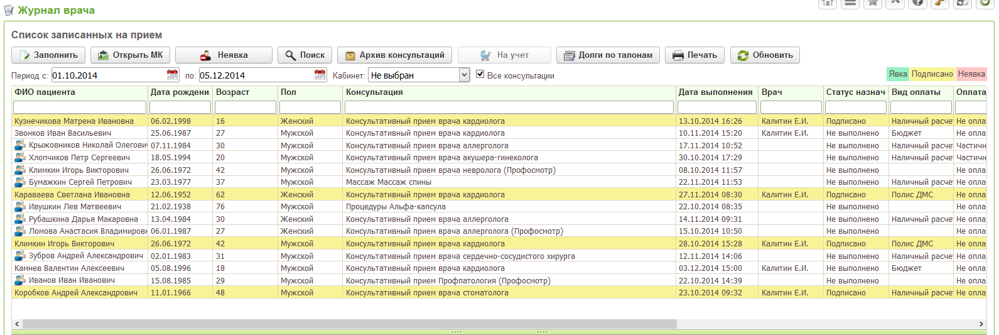 Журнал врача
Список записанных на прием
Заполнить Открыть МК Неявка Поиск Архив консультаций На учет Долги по талонам Печать Обновить
Период с: 01.10.2014 по: 05.12.2014 Кабинет: Не выбран Все консультации Явка Подписано Неявка
ФИО пациента Дата рождени Возраст Пол Консультация Дата выполнения Врач Статус назнач Вид оплаты Оплата
Кузнечикова Матрена Ивановна 06.02.1998 16 Женский Консультативный прием врача кардиолога 13.10.2014 16:26 Калитин Е.И. Подписано Наличный расчет Не опла
Звонков Иван Васильевич 25.06.1987 27 Мужской Консультативный прием врача кардиолога 10.11.2014 15:20 Калитин Е.И. Не выполнено Бюджет Не опла
Крыжовников Николай Олегович 07.11.1984 30 Мужской Консультативный прием врача аллерголога 17.11.2014 10:52 Не выполнено Наличный расчет Частичн
Хлопчиков Петр Сергеевич 18.05.1994 20 Мужской Консультативный прием врача акушера-гинеколога 30.10.2014 17:29 Не выполнено Наличный расчет Частичн
Климкин Игорь Викторович 26.06.1972 42 Мужской Консультативный прием врача невролога (Профосмотр) 08.10.2014 11:57 Не выполнено Не опла
Бумажкин Сергей Петрович 23.03.1977 37 Мужской Массаж Массаж спины 22.11.2014 11:53 Не выполнено Наличный расчет Не опла
Караваева Светлана Ивановна 12.06.1952 62 Женский Консультативный прием врача кардиолога 27.11.2014 08:30 Калитин Е.И. Подписано Полис ДМС Не опла
Ивушкин Лев Матвеевич 21.02.1938 76 Мужской Процедуры Альфа-капсула 22.10.2014 08:35 Не выполнено Не опла
Рубашкина Дарья Макаровна 13.04.1984 30 Женский Консультативный прием врача аллерголога 14.11.2014 09:31 Не выполнено Наличный расчет Не опла
Ломова Анастасия Владимировн 06.01.1987 27 Женский Консультативный прием врача аллерголога (Профосмотр) 15.10.2014 10:50 Не выполнено Не опла
Климкин Игорь Викторович 26.06.1972 42 Мужской Консультативный прием врача кардиолога 28.10.2014 15:28 Калитин Е.И. Подписано Полис ДМС Не опла
Зубров Андрей Александрович 02.01.1983 31 Мужской Консультативный прием врача сердечно-сосудистого хирурга 12.11.2014 14:06 Не выполнено Наличный расчет Не опла
Камнев Валентин Алексеевич 05.08.1996 18 Мужской Консультативный прием врача кардиолога 03.12.2014 15:00 Калитин Е.И. Не выполнено Бюджет Не опла
Иванов Иван Иванович 15.08.1985 29 Мужской Консультативный прием Профпатология (Профосмотр) 22.10.2014 14:39 Не выполнено Не опла
Коробков Андрей Александрович 11.01.1966 48 Мужской Консультативный прием врача стоматолога 23.10.2014 09:32 Калитин Е.И. Подписано Наличный расчет Не опла